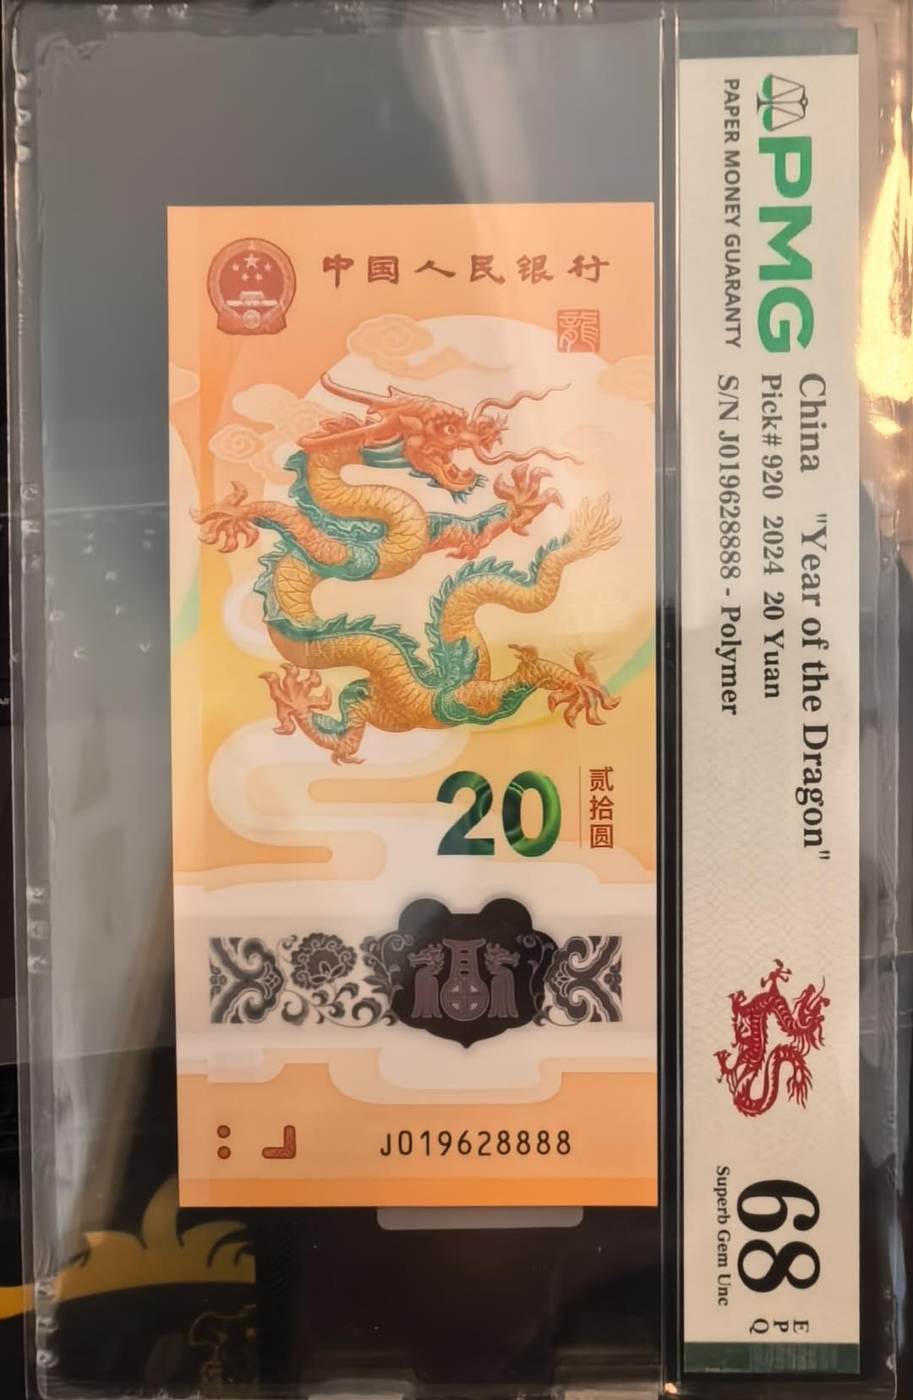 中国人民银行
龍
20
贰拾圆
J019628888
PMG
PAPER MONEY GUARANTY
China "Year of the Dragon"
Pick# 920 2024 20 Yuan
S/N J019628888 - Polymer
68
EPQ
Superb Gem Unc